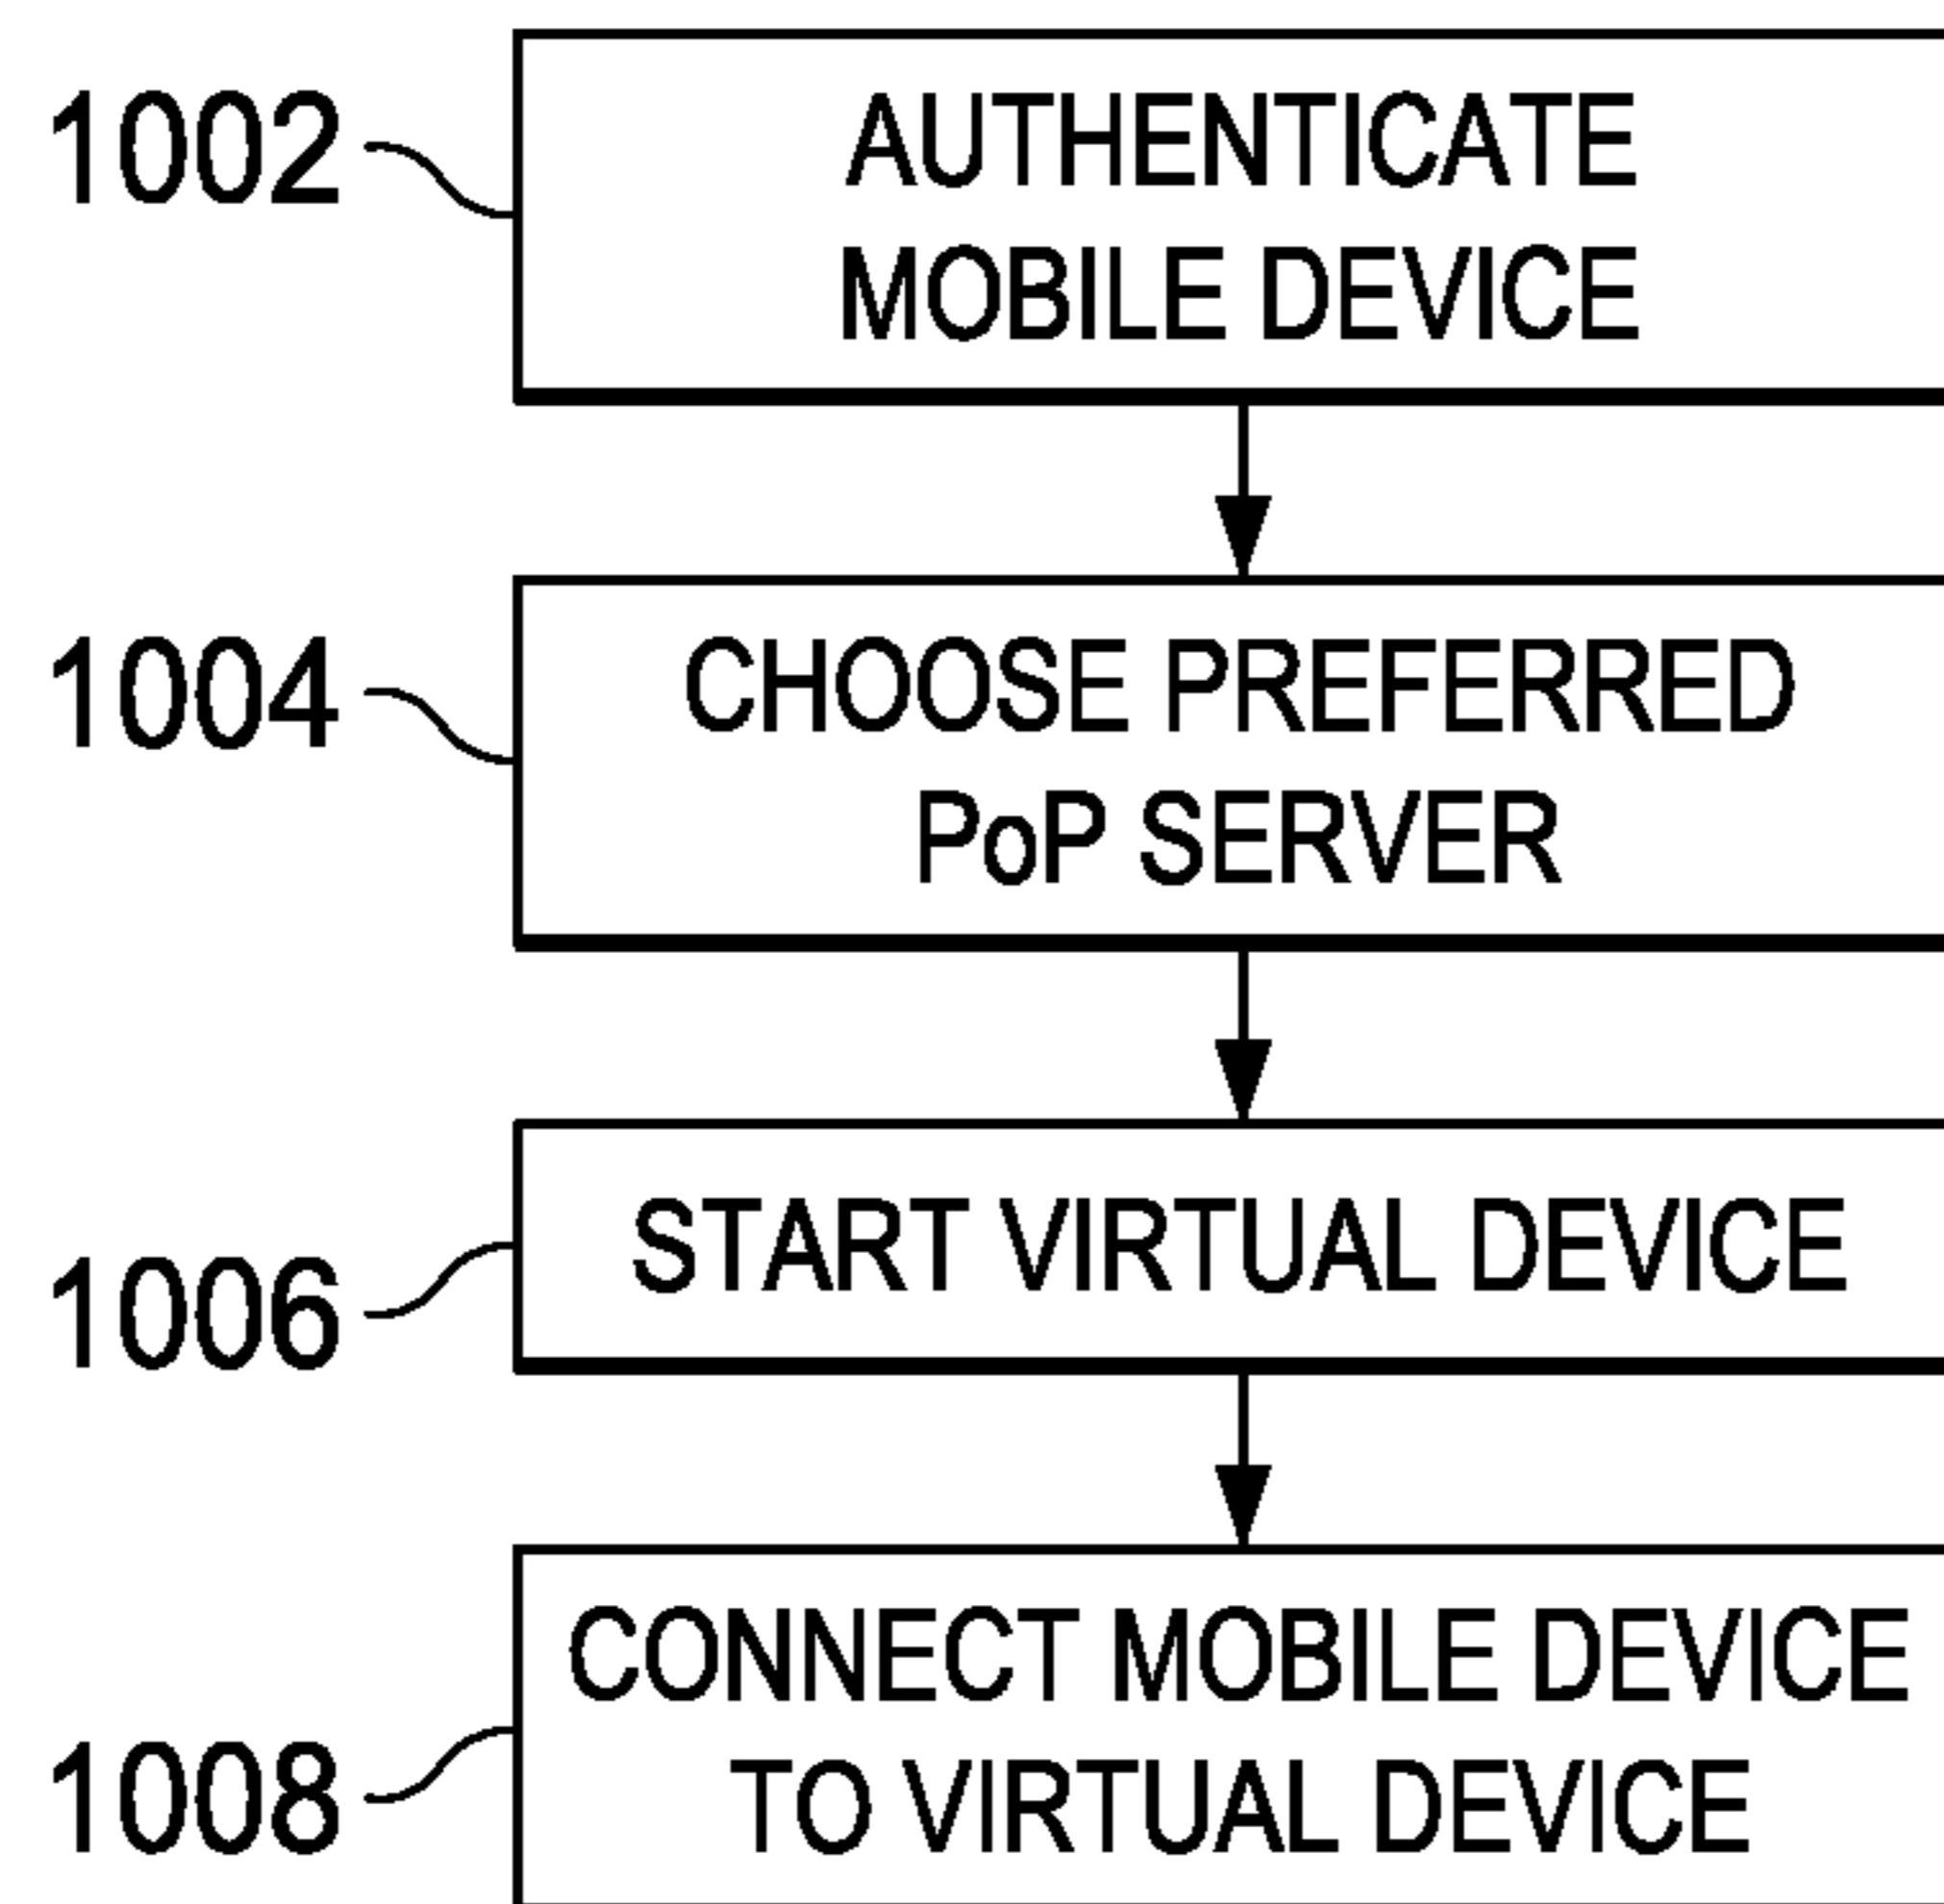 1002
AUTHENTICATE
MOBILE DEVICE
1004
CHOOSE PREFERRED
PoP SERVER
1006
START VIRTUAL DEVICE
1008
CONNECT MOBILE DEVICE
TO VIRTUAL DEVICE